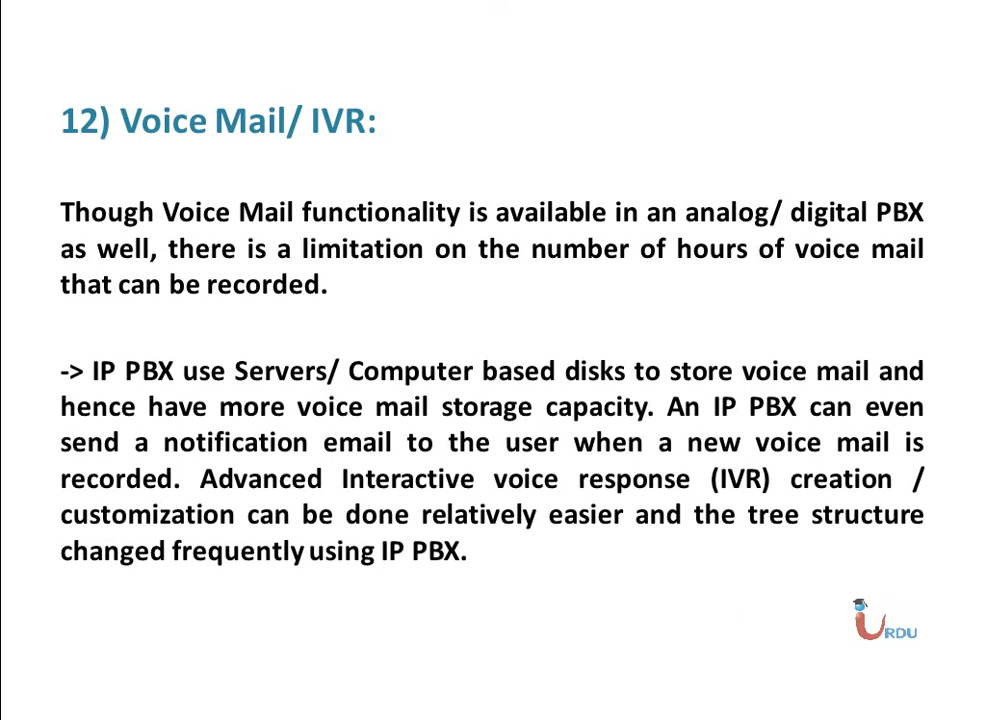 12) Voice Mail/ IVR:
Though Voice Mail functionality is available in an analog/ digital PBX
as well, there is a limitation on the number of hours of voice mail
that can be recorded.
-> IP PBX use Servers/ Computer based disks to store voice mail and
hence have more voice mail storage capacity. An IP PBX can even
send a notification email to the user when a new voice mail is
recorded. Advanced Interactive voice response (IVR) creation /
customization can be done relatively easier and the tree structure
changed frequently using IP PBX.
URDU